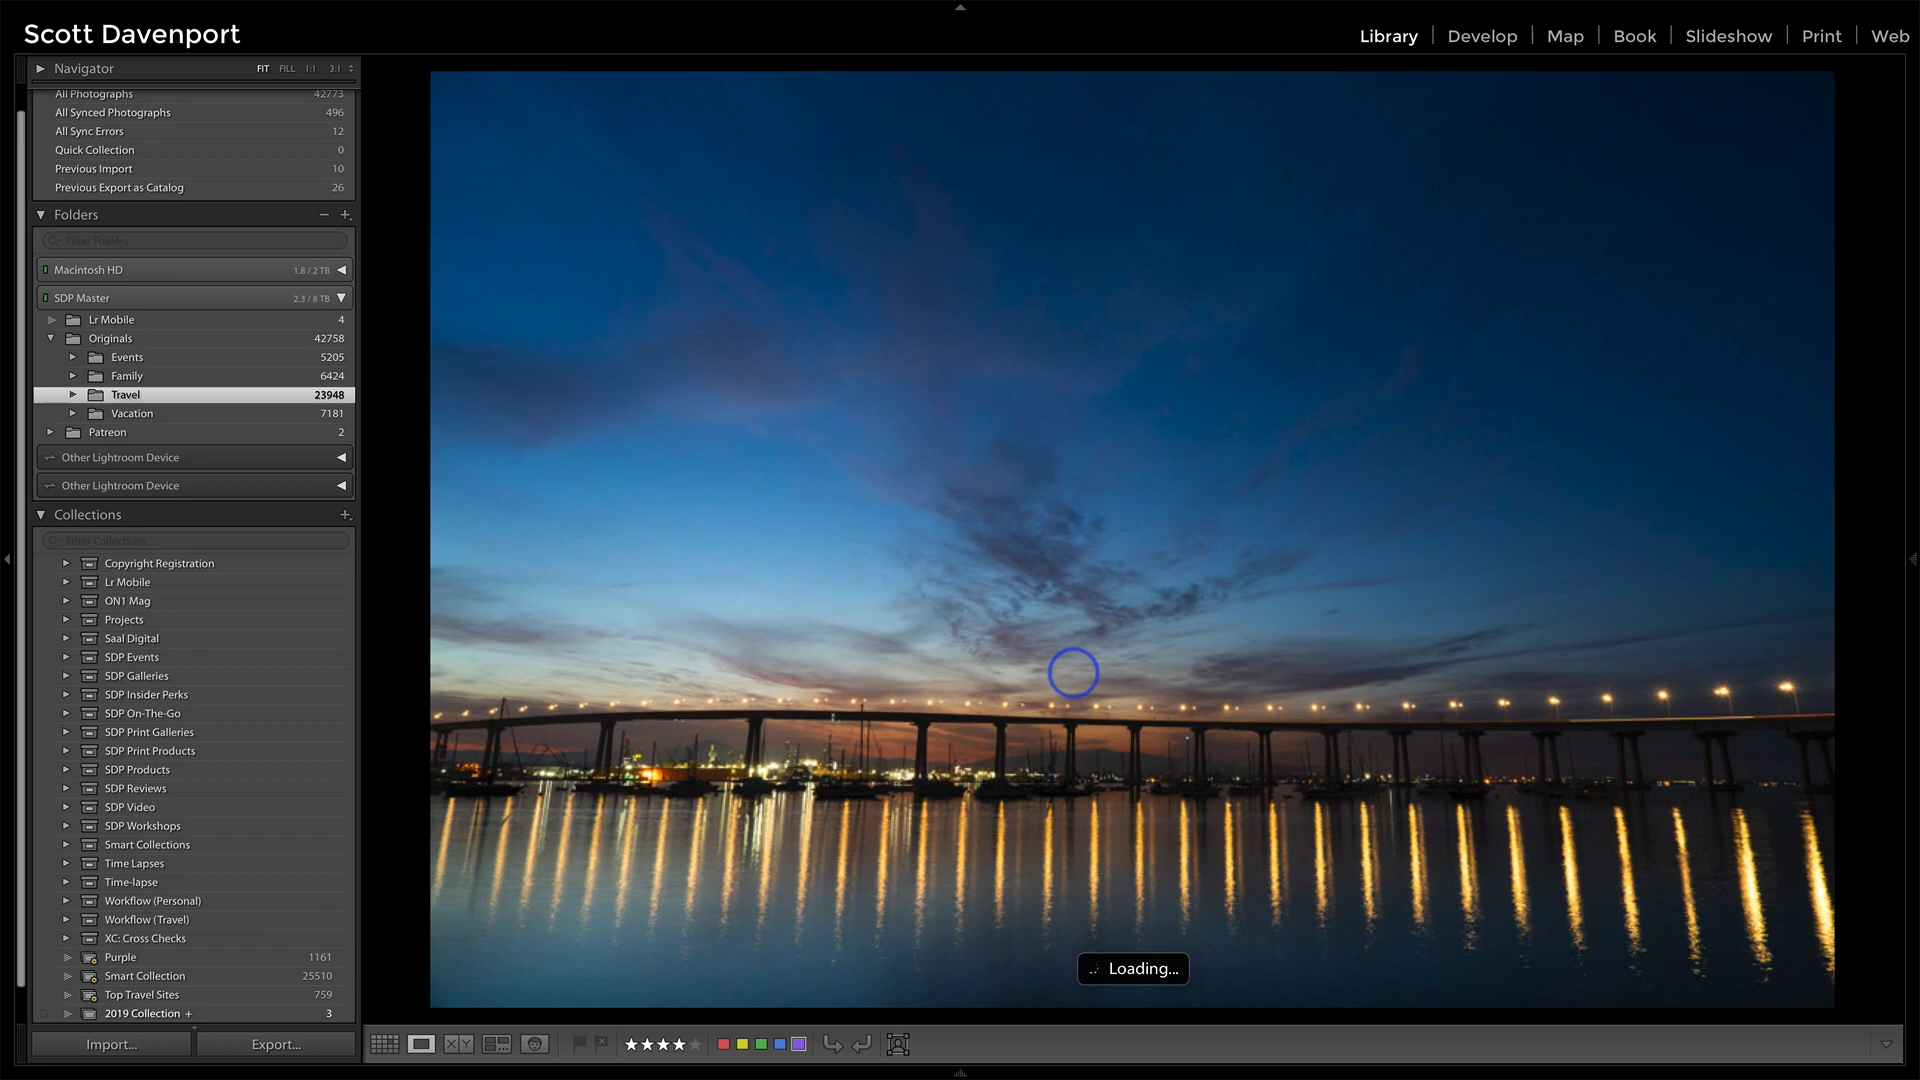 Scott Davenport
Library Develop Map Book Slideshow Print Web
Navigator FIT FILL 1:1 3:1
All Photographs 42773
All Synced Photographs 496
All Sync Errors 12
Quick Collection 0
Previous Import 10
Previous Export as Catalog 26
Folders
Filter Folders
Macintosh HD 1.8 / 2 TB
SDP Master 2.3 / 8 TB
Lr Mobile 4
Originals 42758
Events 5205
Family 6424
Travel 23948
Vacation 7181
Patreon 2
Other Lightroom Device
Other Lightroom Device
Collections
Filter Collections
Copyright Registration
Lr Mobile
ON1 Mag
Projects
Saal Digital
SDP Events
SDP Galleries
SDP Insider Perks
SDP On-The-Go
SDP Print Galleries
SDP Print Products
SDP Products
SDP Reviews
SDP Video
SDP Workshops
Smart Collections
Time Lapses
Time-lapse
Workflow (Personal)
Workflow (Travel)
XC: Cross Checks
Purple 1161
Smart Collection 25510
Top Travel Sites 759
2019 Collection + 3
Loading...
Import... Export...
X Y